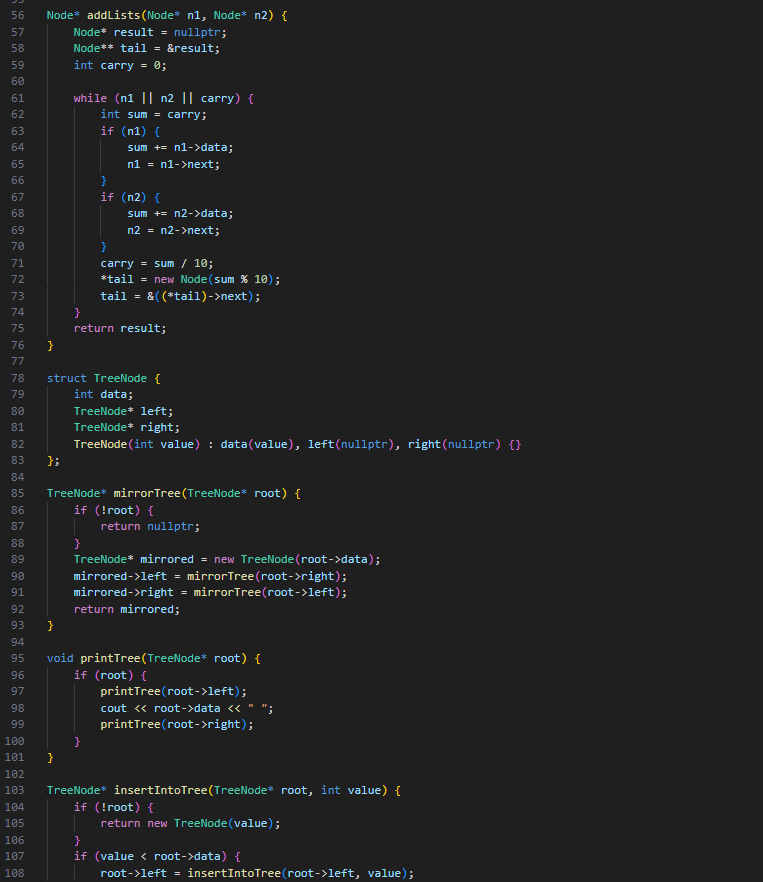 56 Node* addLists(Node* n1, Node* n2) {
57     Node* result = nullptr;
58     Node** tail = &result;
59     int carry = 0;
60
61     while (n1 || n2 || carry) {
62         int sum = carry;
63         if (n1) {
64             sum += n1->data;
65             n1 = n1->next;
66         }
67         if (n2) {
68             sum += n2->data;
69             n2 = n2->next;
70         }
71         carry = sum / 10;
72         *tail = new Node(sum % 10);
73         tail = &((*tail)->next);
74     }
75     return result;
76 }
77
78 struct TreeNode {
79     int data;
80     TreeNode* left;
81     TreeNode* right;
82     TreeNode(int value) : data(value), left(nullptr), right(nullptr) {}
83 };
84
85 TreeNode* mirrorTree(TreeNode* root) {
86     if (!root) {
87         return nullptr;
88     }
89     TreeNode* mirrored = new TreeNode(root->data);
90     mirrored->left = mirrorTree(root->right);
91     mirrored->right = mirrorTree(root->left);
92     return mirrored;
93 }
94
95 void printTree(TreeNode* root) {
96     if (root) {
97         printTree(root->left);
98         cout << root->data << " ";
99         printTree(root->right);
100     }
101 }
102
103 TreeNode* insertIntoTree(TreeNode* root, int value) {
104     if (!root) {
105         return new TreeNode(value);
106     }
107     if (value < root->data) {
108         root->left = insertIntoTree(root->left, value);